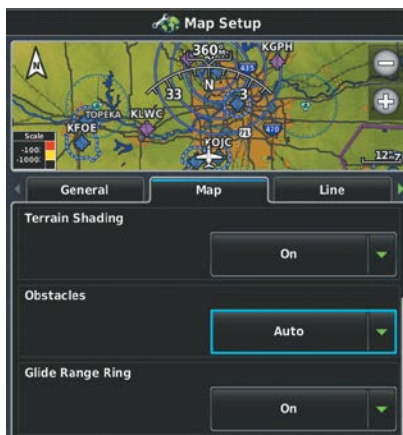 Map Setup
N
360°
KGPH
435
33
N
3
TOPEKA
KLWC
KFOE
71
470
KOJC
Scale
-100
-1000
General
Map
Line
Terrain Shading
On
Obstacles
Auto
Glide Range Ring
On